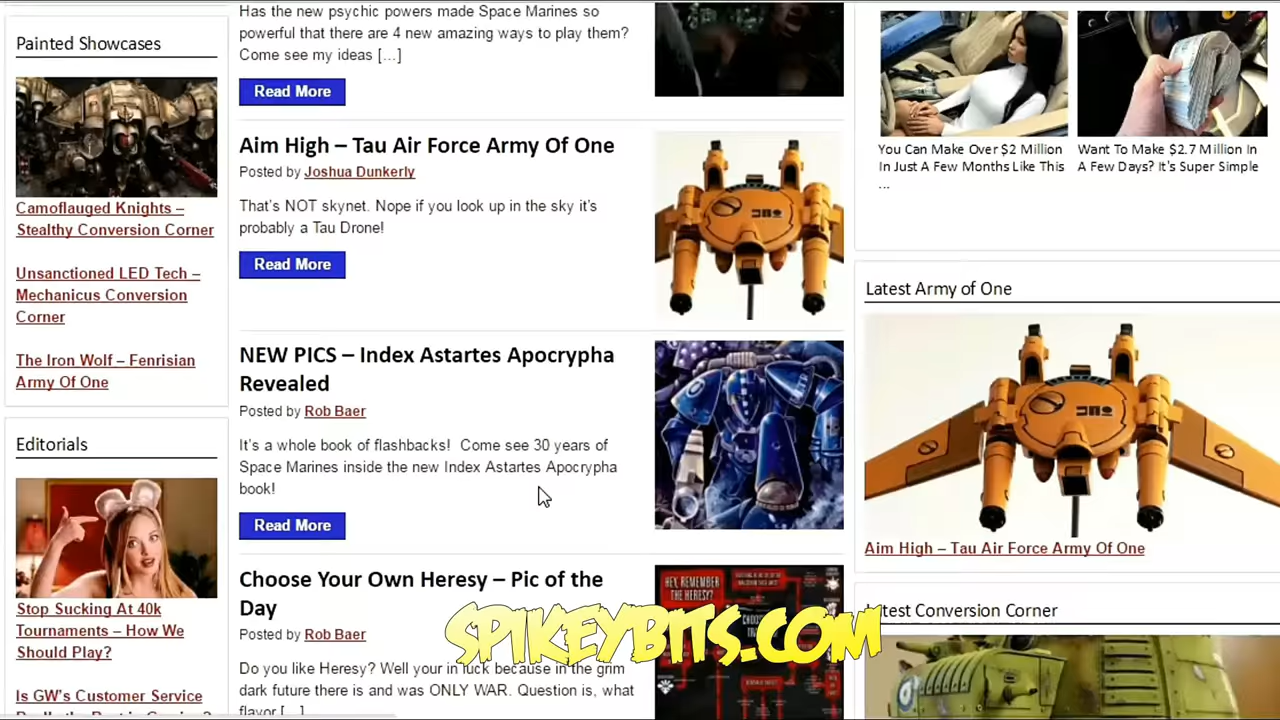 Painted Showcases
Camoflauged Knights –
Stealthy Conversion Corner
Unsanctioned LED Tech –
Mechanicus Conversion
Corner
The Iron Wolf – Fenrisian
Army Of One
Editorials
Stop Sucking At 40k
Tournaments – How We
Should Play?
Is GW's Customer Service
Has the new psychic powers made Space Marines so
powerful that there are 4 new amazing ways to play them?
Come see my ideas […]
Read More
Aim High – Tau Air Force Army Of One
Posted by Joshua Dunkerly
That's NOT skynet. Nope if you look up in the sky it's
probably a Tau Drone!
Read More
NEW PICS – Index Astartes Apocrypha
Revealed
Posted by Rob Baer
It's a whole book of flashbacks! Come see 30 years of
Space Marines inside the new Index Astartes Apocrypha
book!
Read More
Choose Your Own Heresy – Pic of the
Day
Posted by Rob Baer
Do you like Heresy? Well your in luck because in the grim
dark future there is and was ONLY WAR. Question is, what
flavor […]
HEY, REMEMBER
THE HERESY?
SPIKEYBITS.COM
You Can Make Over $2 Million
In Just A Few Months Like This
...
Want To Make $2.7 Million In
A Few Days? It's Super Simple
Latest Army of One
Aim High – Tau Air Force Army Of One
Conversion Corner